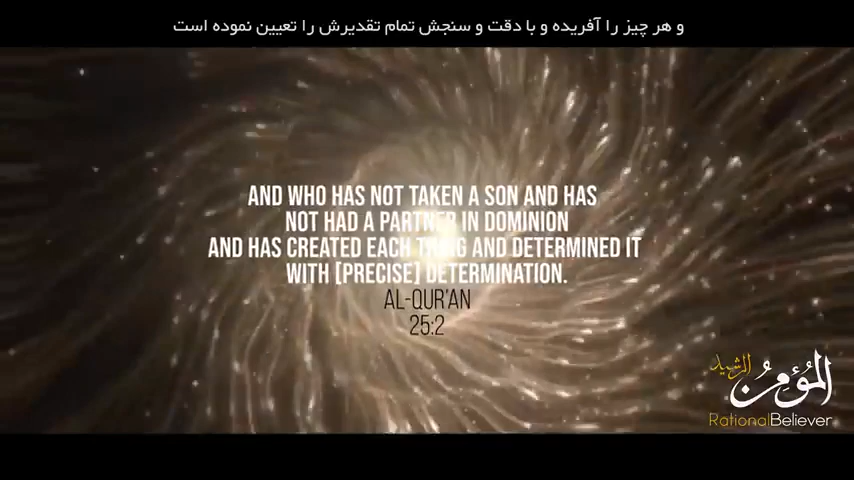 و هر چیز را آفریده و با دقت و سنجش تمام تقدیرش را تعیین نموده است
AND WHO HAS NOT TAKEN A SON AND HAS
NOT HAD A PARTNER IN DOMINION
AND HAS CREATED EACH THING AND DETERMINED IT
WITH [PRECISE] DETERMINATION.
AL-QUR'AN
25:2
الرشيد
المُؤْمِنُ
RationalBeliever